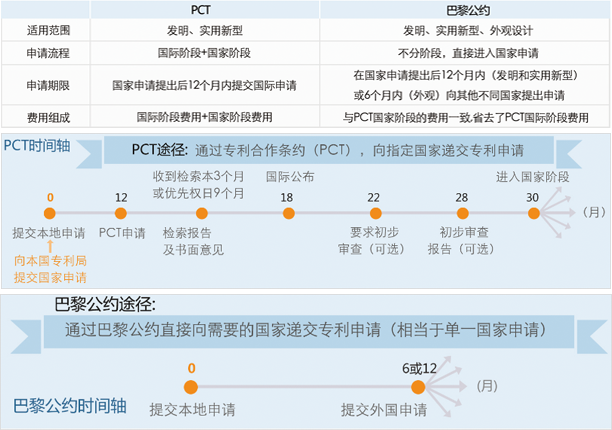 PCT 巴黎公约
适用范围 发明、实用新型 发明、实用新型、外观设计
申请流程 国际阶段+国家阶段 不分阶段，直接进入国家申请
申请期限 国家申请提出后12个月内提交国际申请 在国家申请提出后12个月内（发明和实用新型）
或6个月内（外观）向其他不同国家提出申请
费用组成 国际阶段费用+国家阶段费用 与PCT国家阶段的费用一致,省去了PCT国际阶段费用
PCT时间轴
PCT途径: 通过专利合作条约（PCT），向指定国家递交专利申请
收到检索本3个月
或优先权日9个月
国际公布
进入国家阶段
0 12 18 22 28 30 （月）
提交本地申请 PCT申请
检索报告
及书面意见
要求初步
审查（可选）
初步审查
报告（可选）
向本国专利局
提交国家申请
巴黎公约途径:
通过巴黎公约直接向需要的国家递交专利申请（相当于单一国家申请）
0 6或12
(月)
提交本地申请 提交外国申请
巴黎公约时间轴